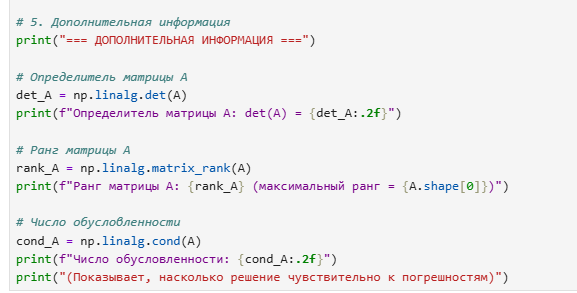 # 5. Дополнительная информация
print("=== ДОПОЛНИТЕЛЬНАЯ ИНФОРМАЦИЯ ===")
# Определитель матрицы A
det_A = np.linalg.det(A)
print(f"Определитель матрицы A: det(A) = {det_A:.2f}")
# Ранг матрицы A
rank_A = np.linalg.matrix_rank(A)
print(f"Ранг матрицы A: {rank_A} (максимальный ранг = {A.shape[0]})")
# Число обусловленности
cond_A = np.linalg.cond(A)
print(f"Число обусловленности: {cond_A:.2f}")
print("(Показывает, насколько решение чувствительно к погрешностям)")